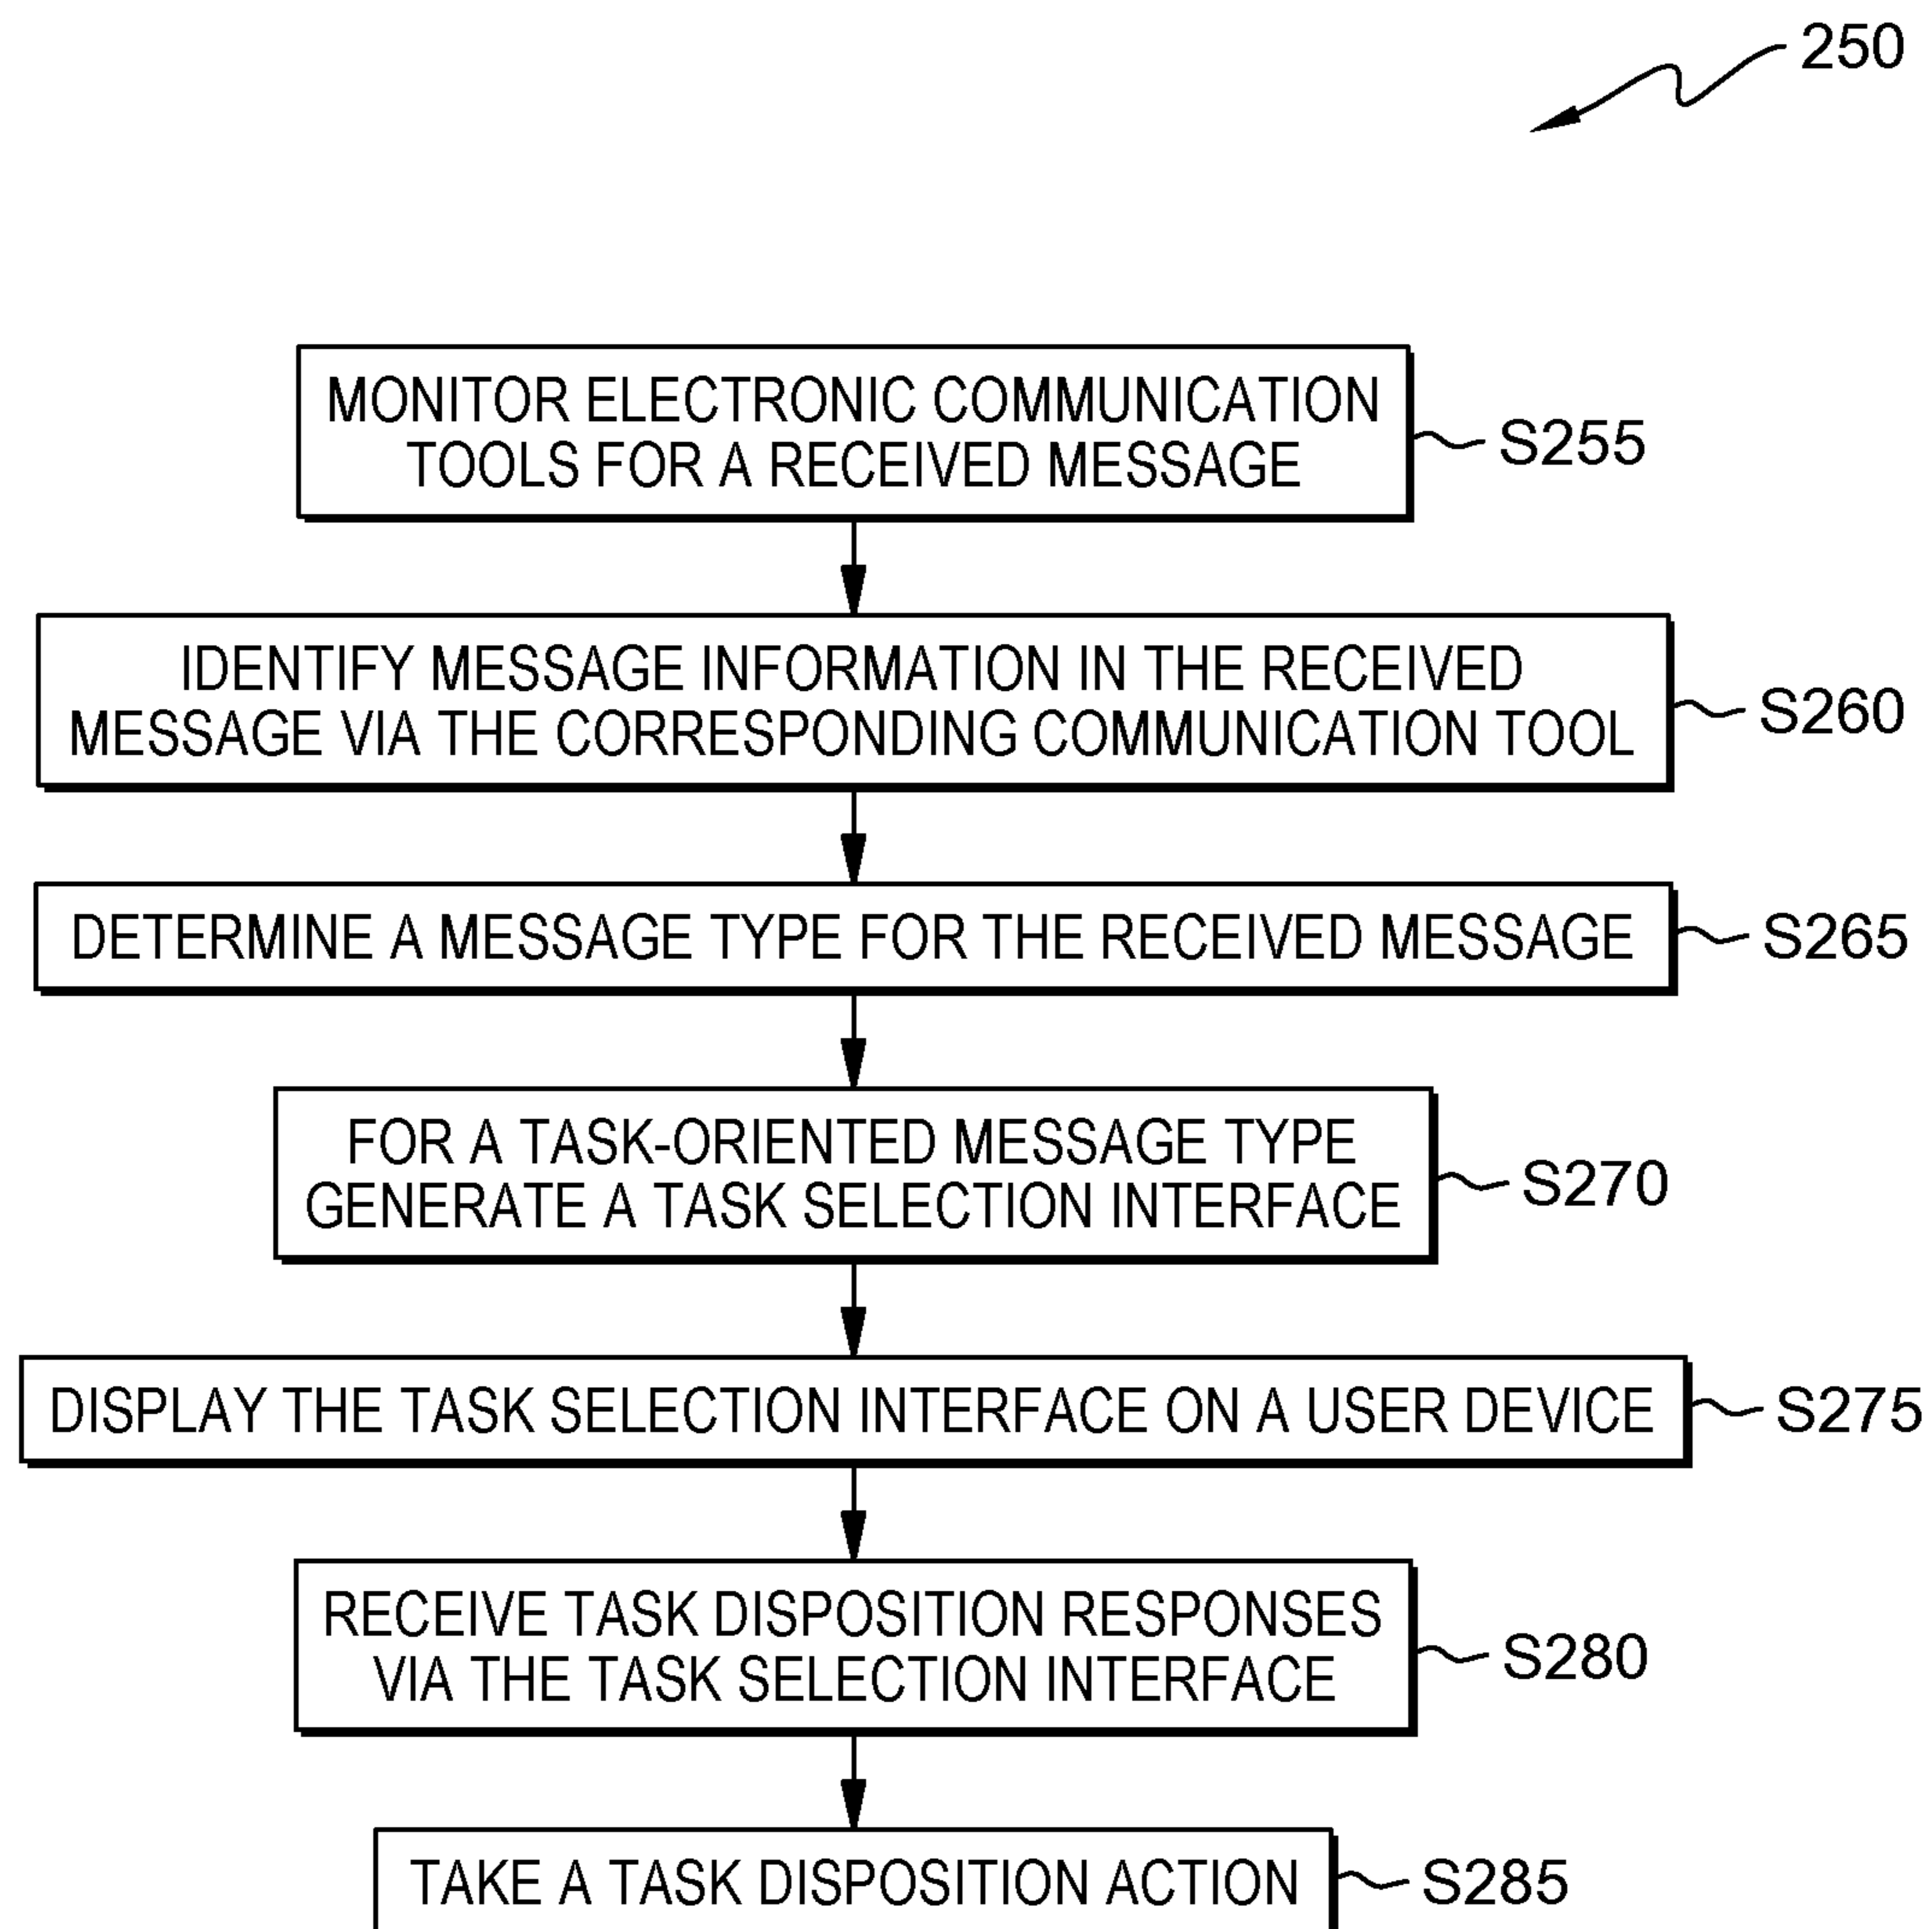 250
MONITOR ELECTRONIC COMMUNICATION
TOOLS FOR A RECEIVED MESSAGE
S255
IDENTIFY MESSAGE INFORMATION IN THE RECEIVED
MESSAGE VIA THE CORRESPONDING COMMUNICATION TOOL
S260
DETERMINE A MESSAGE TYPE FOR THE RECEIVED MESSAGE
S265
FOR A TASK-ORIENTED MESSAGE TYPE
GENERATE A TASK SELECTION INTERFACE
S270
DISPLAY THE TASK SELECTION INTERFACE ON A USER DEVICE
S275
RECEIVE TASK DISPOSITION RESPONSES
VIA THE TASK SELECTION INTERFACE
S280
TAKE A TASK DISPOSITION ACTION
S285